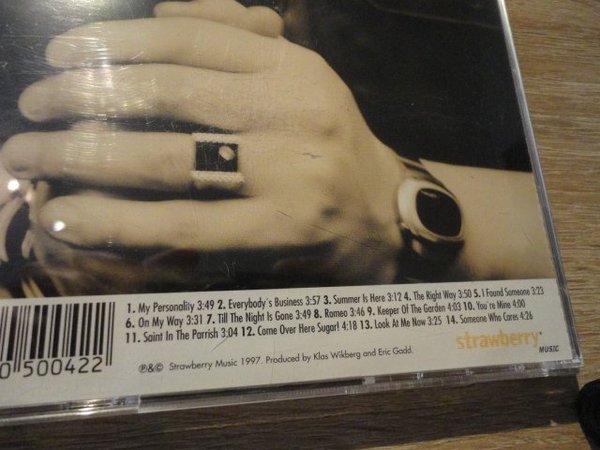 1. My Personality 3:49 2. Everybody's Business 3:57 3. Summer Is Here 3:12 4. The Right Way 3:50 5. I Found Someone 3:23
6. On My Way 3:31 7. Till The Night Is Gone 3:49 8. Romeo 3:46 9. Keeper Of The Garden 4:03 10. You're Mine 4:00
11. Saint In The Parrish 3:04 12. Come Over Here Sugar! 4:18 13. Look At Me Now 3:25 14. Someone Who Cares 4:26
0 500422
℗&© Strawberry Music 1997. Produced by Klas Wikberg and Eric Gadd.
strawberry
MUSIC